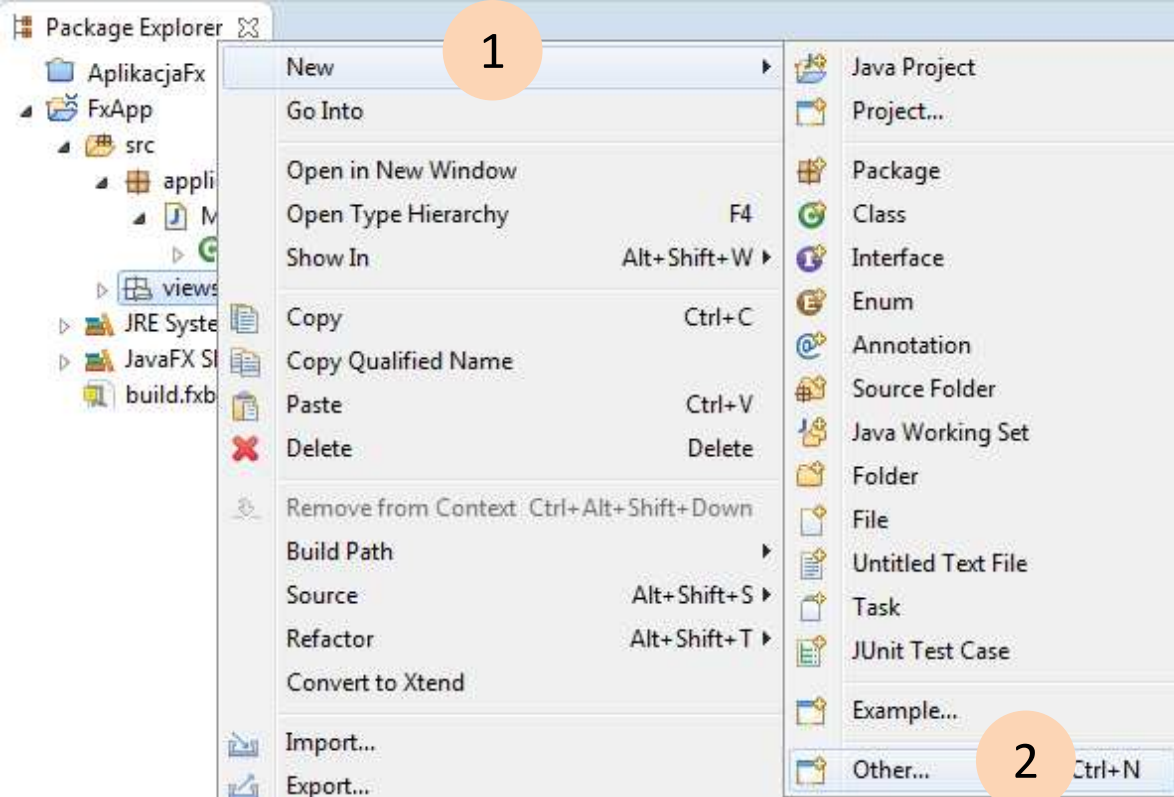 Package Explorer
AplikacjaFx
FxApp
src
appli
M
views
JRE Syste
JavaFX Sl
build.fxb
1
New
Go Into
Open in New Window
Open Type Hierarchy F4
Show In Alt+Shift+W
Copy Ctrl+C
Copy Qualified Name
Paste Ctrl+V
Delete Delete
Remove from Context Ctrl+Alt+Shift+Down
Build Path
Source Alt+Shift+S
Refactor Alt+Shift+T
Convert to Xtend
Import...
Export...
Java Project
Project...
Package
Class
Interface
Enum
Annotation
Source Folder
Java Working Set
Folder
File
Untitled Text File
Task
JUnit Test Case
Example...
Other... 2 Ctrl+N